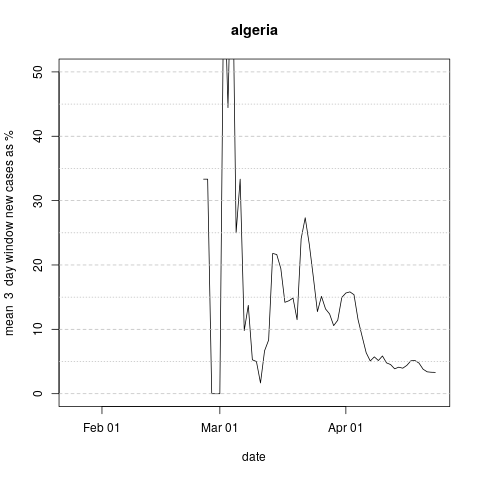 algeria
mean 3 day window new cases as %
50
40
30
20
10
0
Feb 01
Mar 01
Apr 01
date